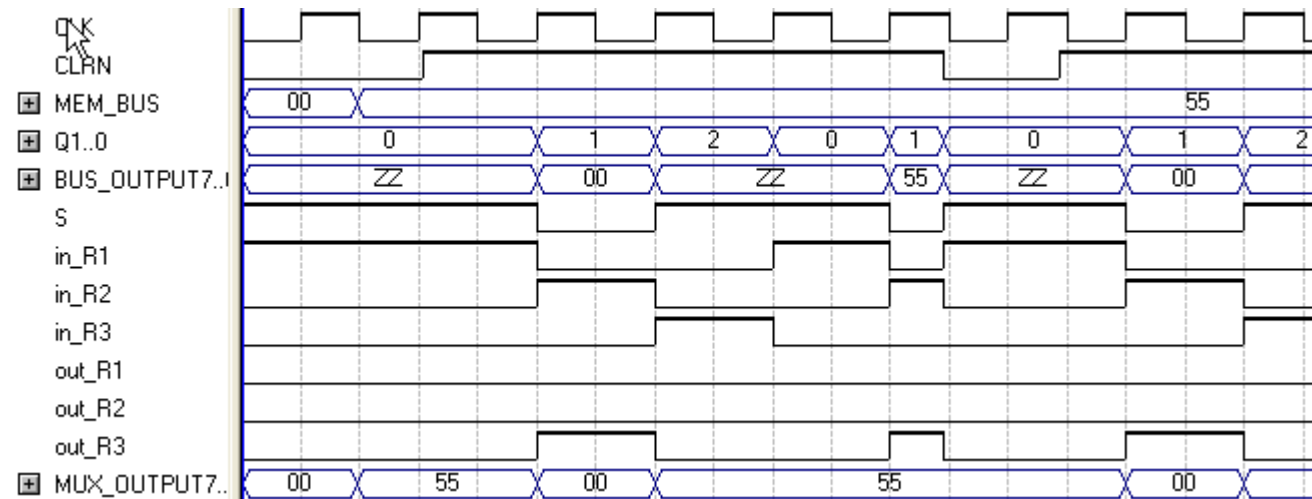 CLRN
MEM_BUS 00 55
Q1..0 0 1 2 0 1 0 1 2
BUS_OUTPUT7.. ZZ 00 ZZ 55 ZZ 00
S
in_R1
in_R2
in_R3
out_R1
out_R2
out_R3
MUX_OUTPUT7.. 00 55 00 55 00